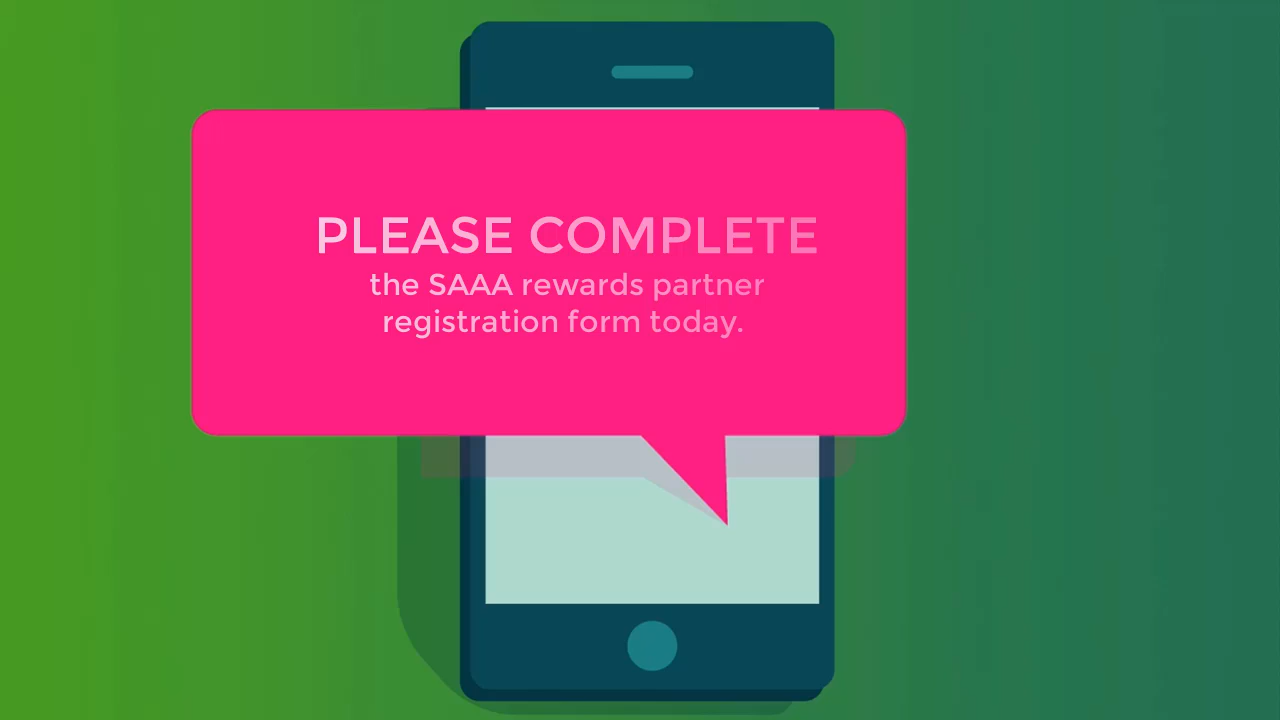 PLEASE COMPLETE
the SAAA rewards partner
registration form today.